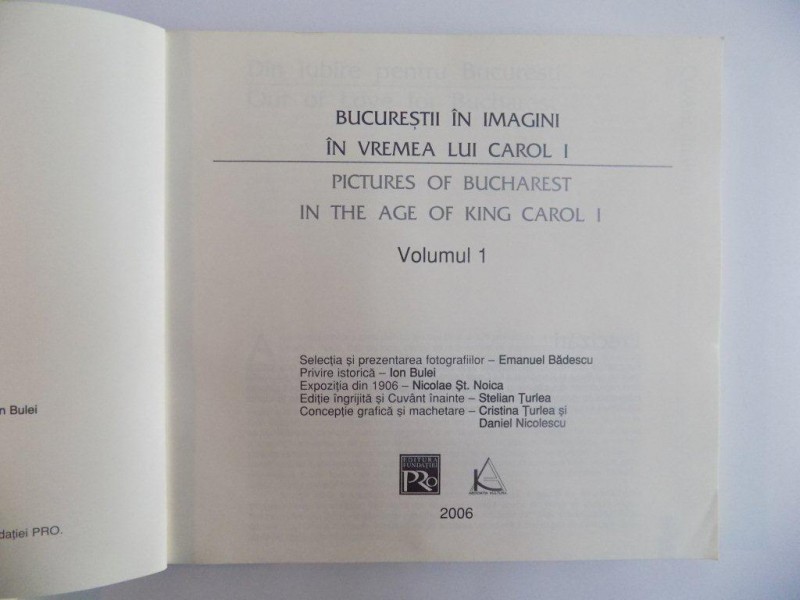 n Bulei
dației PRO.
BUCUREȘTII ÎN IMAGINI
ÎN VREMEA LUI CAROL I
PICTURES OF BUCHAREST
IN THE AGE OF KING CAROL I
Volumul 1
Selecția și prezentarea fotografiilor – Emanuel Bădescu
Privire istorică – Ion Bulei
Expoziția din 1906 – Nicolae Șt. Noica
Ediție îngrijită și Cuvânt înainte – Stelian Țurlea
Concepție grafică și machetare – Cristina Țurlea și
Daniel Nicolescu
EDITURA
FUNDAȚIEI
PRO
2006